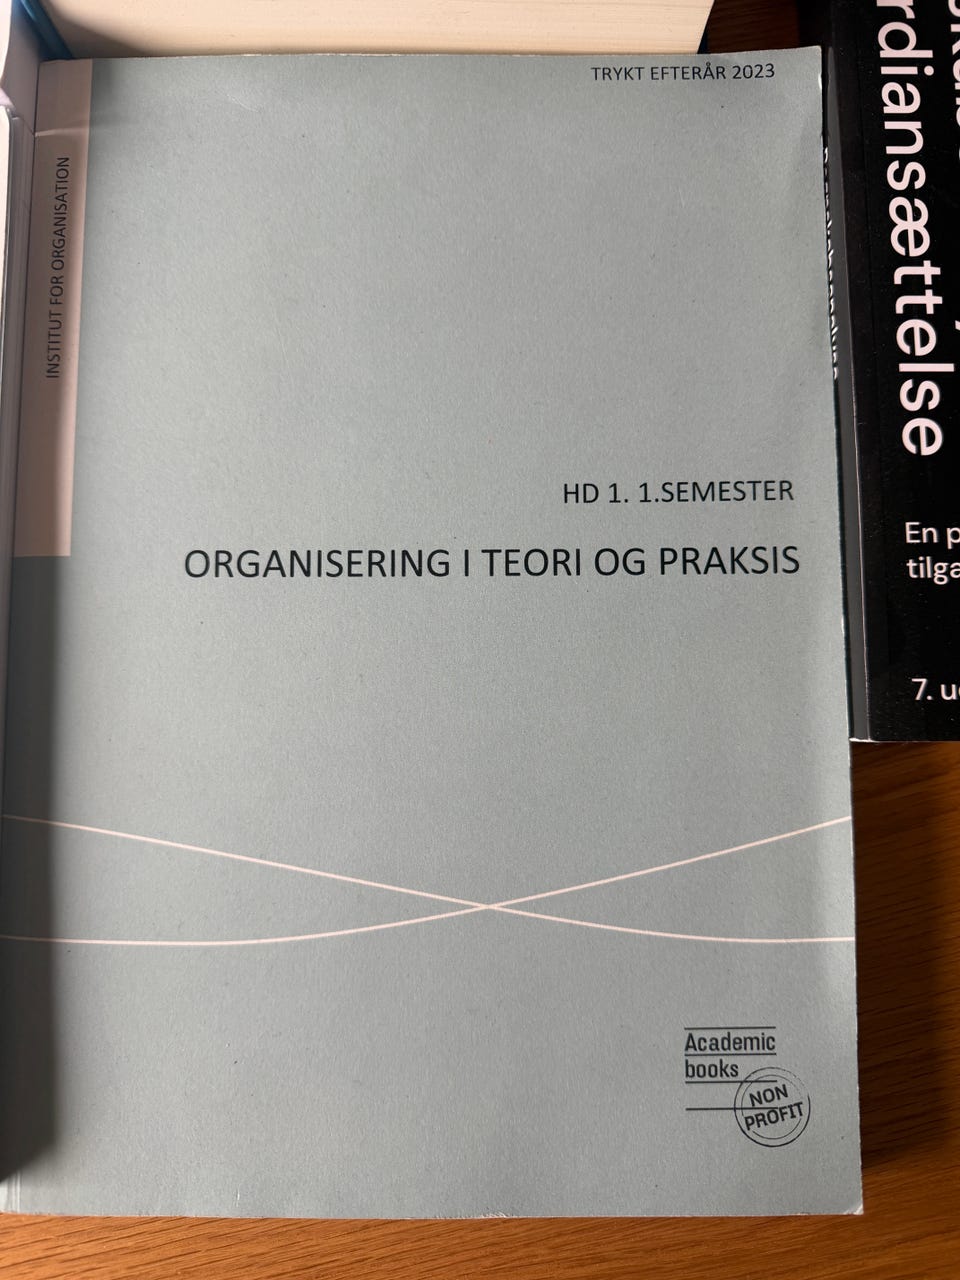 TRYKT EFTERÅR 2023
INSTITUT FOR ORGANISATION
HD 1. 1.SEMESTER
ORGANISERING I TEORI OG PRAKSIS
Academic
books
NON
PROFIT
rdiansættelse
En p
tilga
7. u